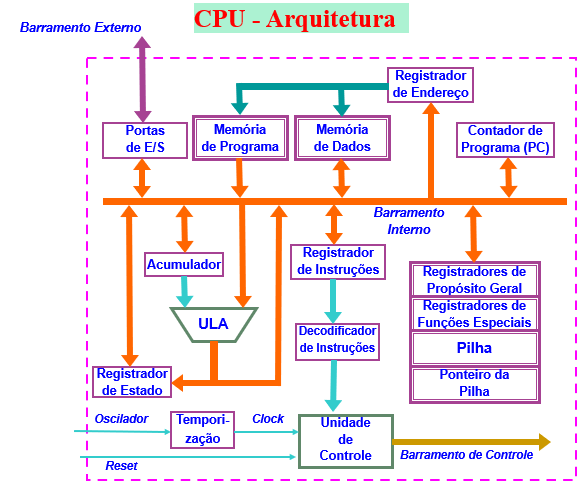 CPU - Arquitetura
Barramento Externo
Registrador
de Endereço
Portas
de E/S
Memória
de Programa
Memória
de Dados
Contador de
Programa (PC)
Barramento
Interno
Acumulador
Registrador
de Instruções
Registradores de
Propósito Geral
Registradores de
Funções Especiais
Pilha
Ponteiro da
Pilha
ULA
Decodificador
de Instruções
Registrador
de Estado
Oscilador
Tempori-
zação
Clock
Unidade
de
Controle
Reset
Barramento de Controle